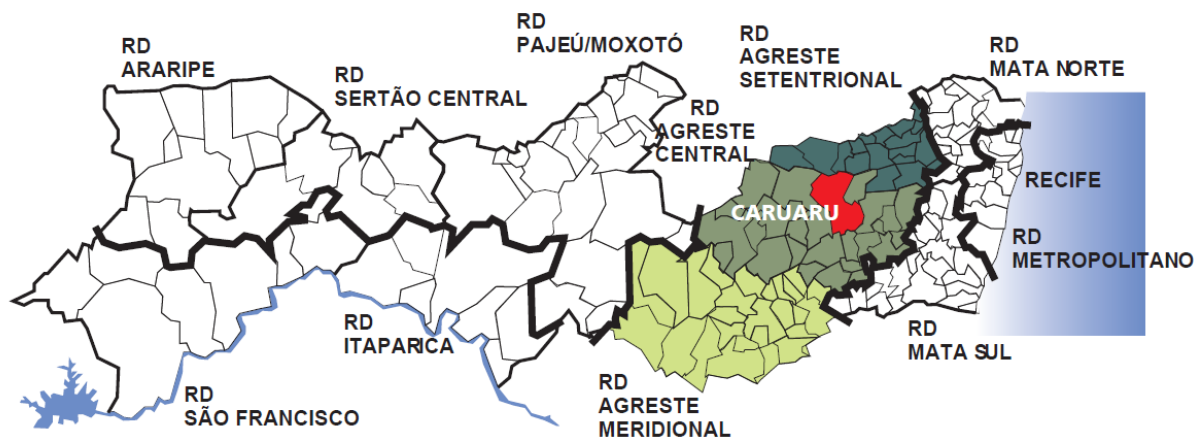 RD
ARARIPE
RD
SERTÃO CENTRAL
RD
PAJEÚ/MOXOTÓ
RD
AGRESTE
CENTRAL
RD
AGRESTE
SETENTRIONAL
RD
MATA NORTE
CARUARU
RECIFE
RD
METROPOLITANO
RD
ITAPARICA
RD
MATA SUL
RD
SÃO FRANCISCO
RD
AGRESTE
MERIDIONAL